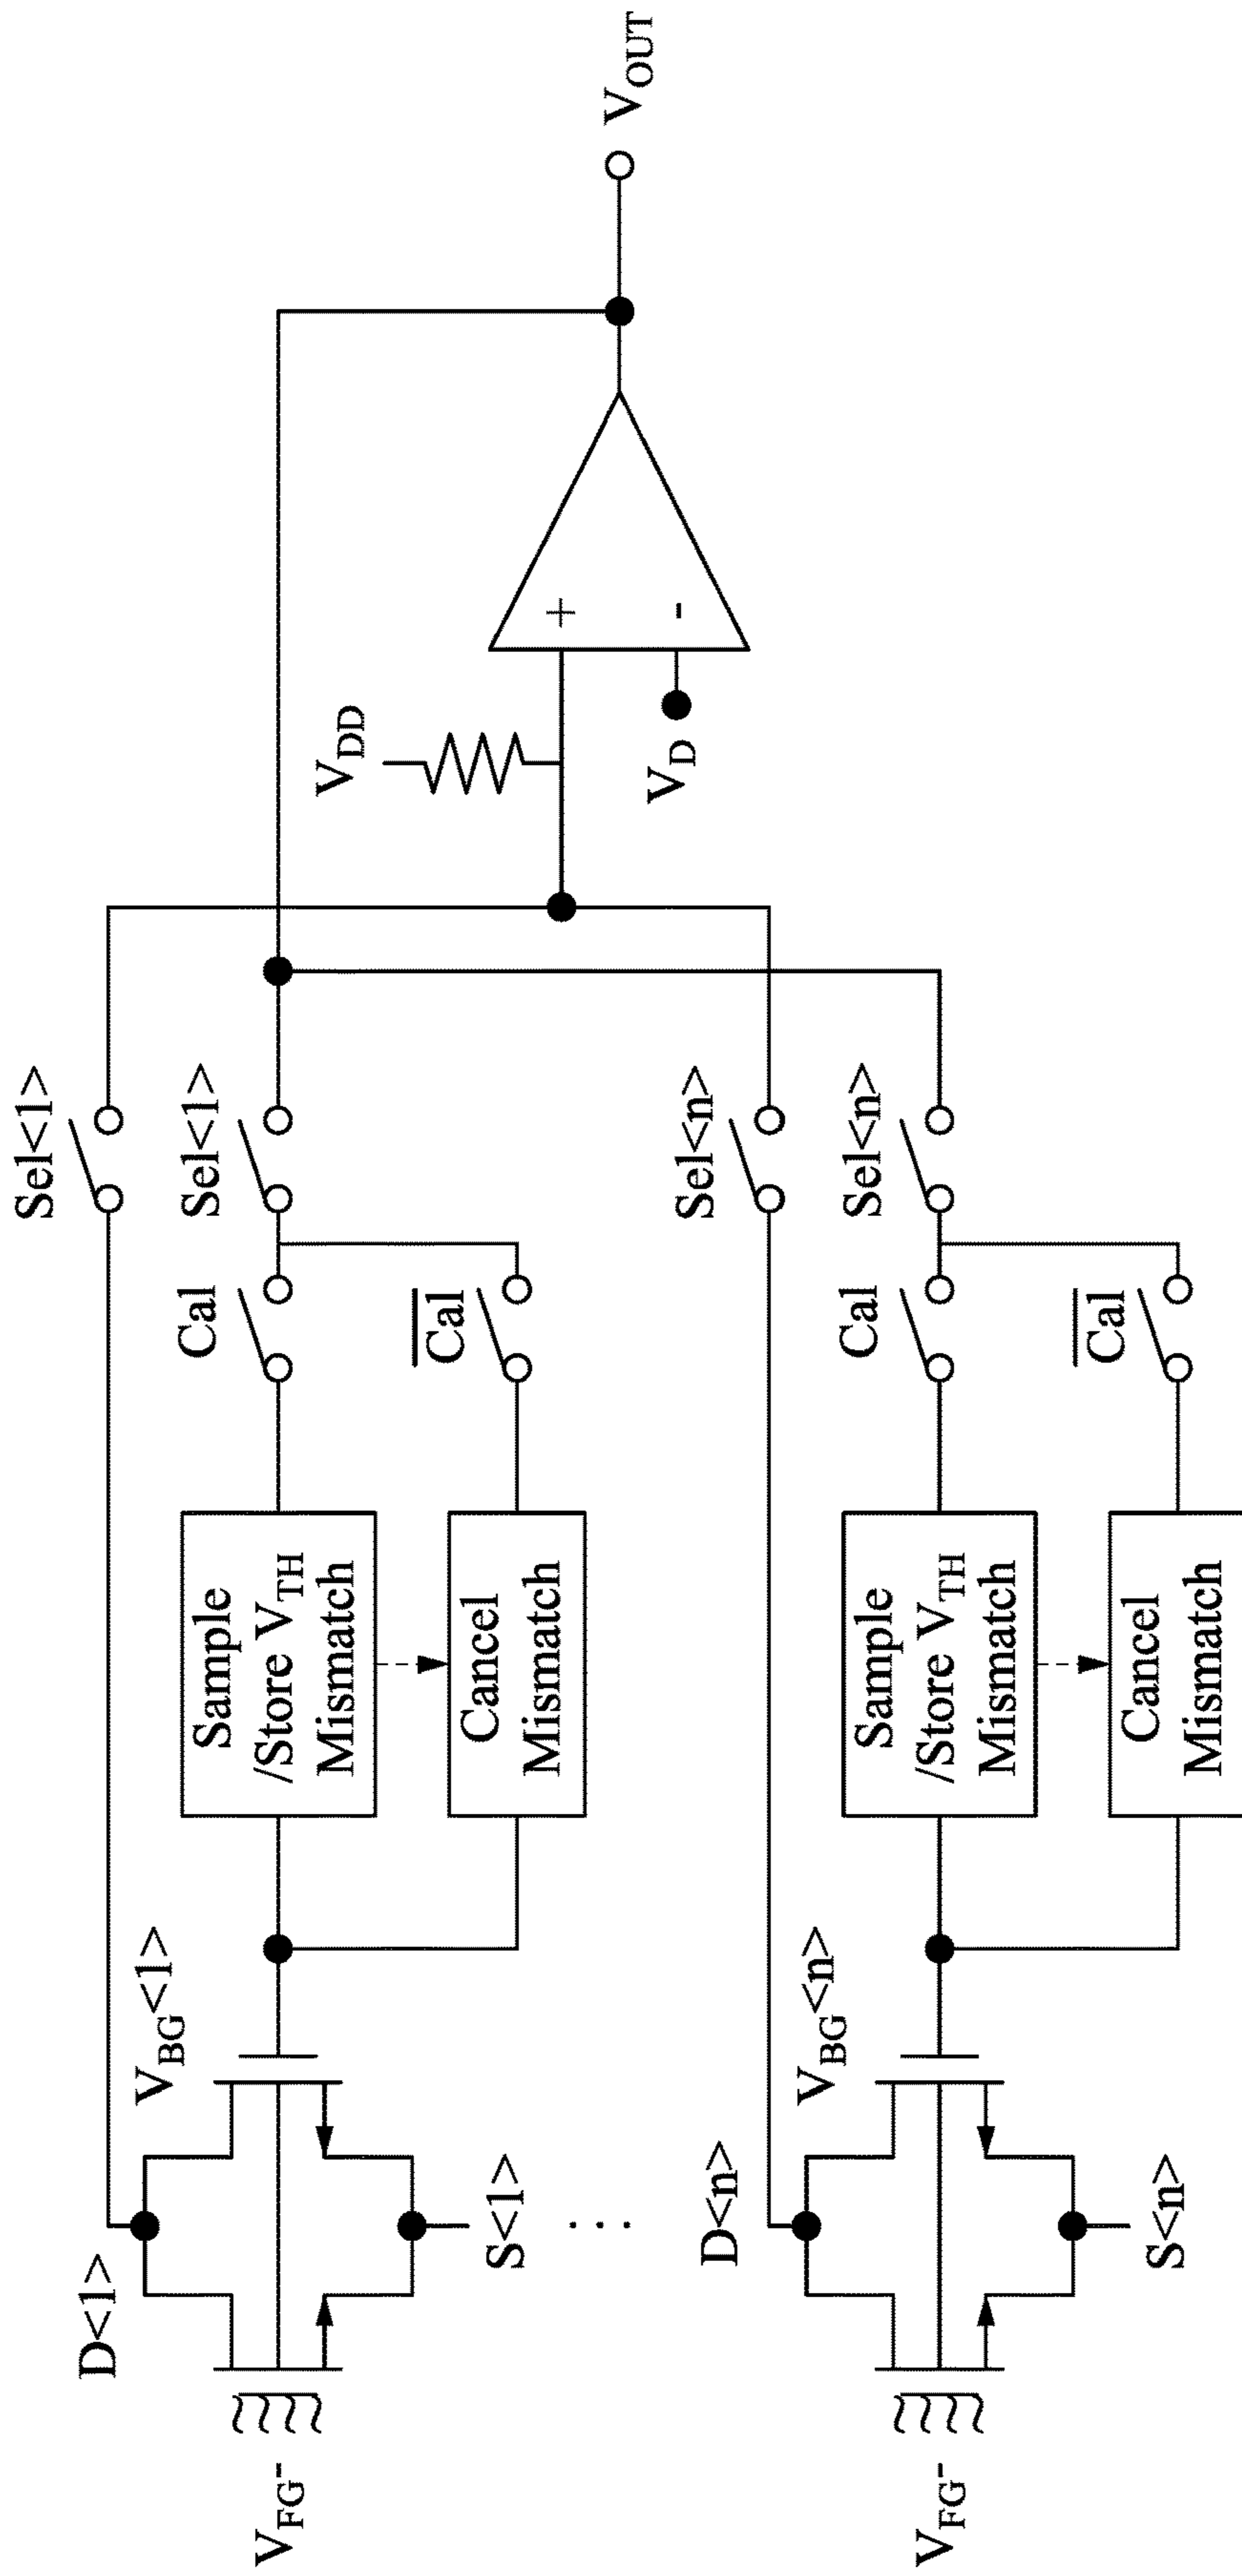 Sel<1>
Sel<1>
Cal
Cal
Sample
/Store VTH
Mismatch
Cancel
Mismatch
VBG<1>
D<1>
S<1>
VFG-
...
VDD
VD
+
-
VOUT
Sel<n>
Sel<n>
Cal
Cal
Sample
/Store VTH
Mismatch
Cancel
Mismatch
VBG<n>
D<n>
S<n>
VFG-